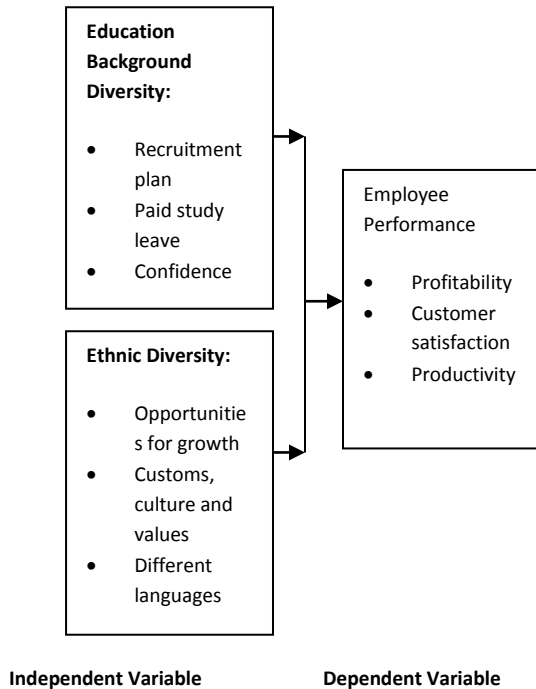 Education
Background
Diversity:
• Recruitment
plan
• Paid study
leave
• Confidence
Employee
Performance
• Profitability
• Customer
satisfaction
• Productivity
Ethnic Diversity:
• Opportunitie
s for growth
• Customs,
culture and
values
• Different
languages
Independent Variable
Dependent Variable